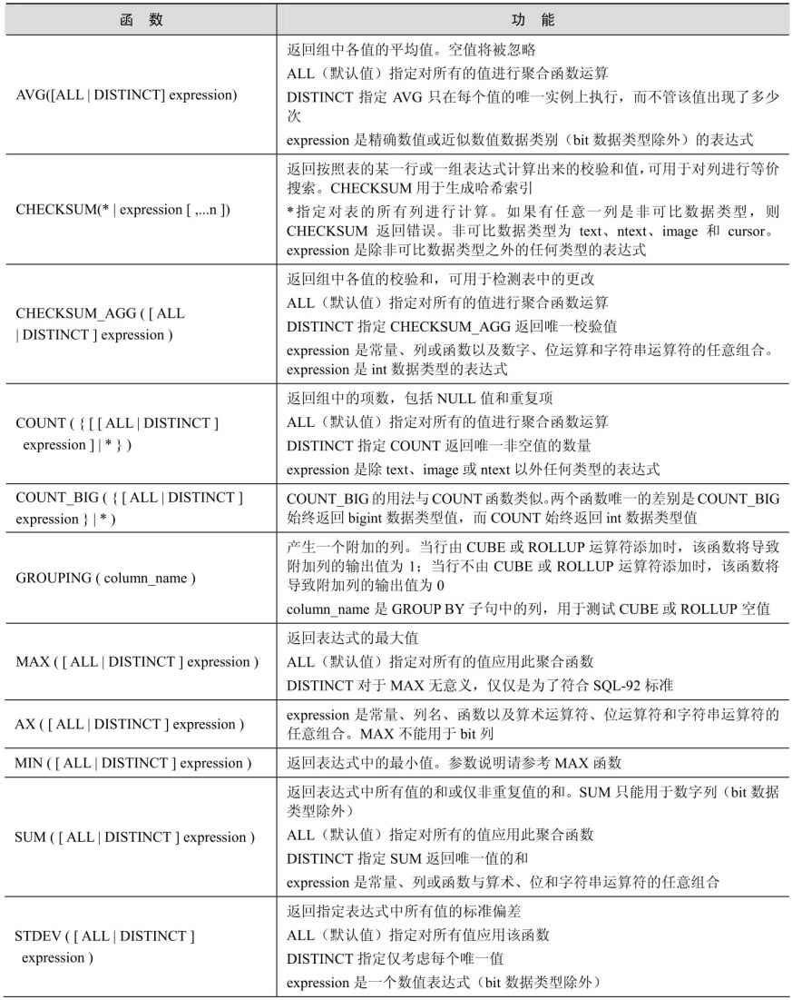 函 数
功 能
AVG([ALL | DISTINCT] expression)
返回组中各值的平均值。空值将被忽略
ALL（默认值）指定对所有的值进行聚合函数运算
DISTINCT 指定 AVG 只在每个值的唯一实例上执行，而不管该值出现了多少
次
expression 是精确数值或近似数值数据类别（bit 数据类型除外）的表达式
CHECKSUM(* | expression [ ,...n ])
返回按照表的某一行或一组表达式计算出来的校验和值，可用于对列进行等价
搜索。CHECKSUM 用于生成哈希索引
*指定对表的所有列进行计算。如果有任意一列是非可比数据类型，则
CHECKSUM 返回错误。非可比数据类型为 text、ntext、image 和 cursor。
expression 是除非可比数据类型之外的任何类型的表达式
CHECKSUM_AGG ( [ ALL
| DISTINCT ] expression )
返回组中各值的校验和，可用于检测表中的更改
ALL（默认值）指定对所有的值进行聚合函数运算
DISTINCT 指定 CHECKSUM_AGG 返回唯一校验值
expression 是常量、列或函数以及数字、位运算和字符串运算符的任意组合。
expression 是 int 数据类型的表达式
COUNT ( { [ [ ALL | DISTINCT ]
expression ] | * } )
返回组中的项数，包括 NULL 值和重复项
ALL（默认值）指定对所有的值进行聚合函数运算
DISTINCT 指定 COUNT 返回唯一非空值的数量
expression 是除 text、image 或 ntext 以外任何类型的表达式
COUNT_BIG ( { [ ALL | DISTINCT ]
expression } | * )
COUNT_BIG 的用法与 COUNT 函数类似。两个函数唯一的差别是 COUNT_BIG
始终返回 bigint 数据类型值，而 COUNT 始终返回 int 数据类型值
GROUPING ( column_name )
产生一个附加的列。当行由 CUBE 或 ROLLUP 运算符添加时，该函数将导致
附加列的输出值为 1；当行不由 CUBE 或 ROLLUP 运算符添加时，该函数将
导致附加列的输出值为 0
column_name 是 GROUP BY 子句中的列，用于测试 CUBE 或 ROLLUP 空值
MAX ( [ ALL | DISTINCT ] expression )
返回表达式的最大值
ALL（默认值）指定对所有的值应用此聚合函数
DISTINCT 对于 MAX 无意义，仅仅是为了符合 SQL-92 标准
AX ( [ ALL | DISTINCT ] expression )
expression 是常量、列名、函数以及算术运算符、位运算符和字符串运算符的
任意组合。MAX 不能用于 bit 列
MIN ( [ ALL | DISTINCT ] expression )
返回表达式中的最小值。参数说明请参考 MAX 函数
SUM ( [ ALL | DISTINCT ] expression )
返回表达式中所有值的和或仅非重复值的和。SUM 只能用于数字列（bit 数据
类型除外）
ALL（默认值）指定对所有的值应用此聚合函数
DISTINCT 指定 SUM 返回唯一值的和
expression 是常量、列或函数与算术、位和字符串运算符的任意组合
STDEV ( [ ALL | DISTINCT ]
expression )
返回指定表达式中所有值的标准偏差
ALL（默认值）指定对所有值应用该函数
DISTINCT 指定仅考虑每个唯一值
expression 是一个数值表达式（bit 数据类型除外）